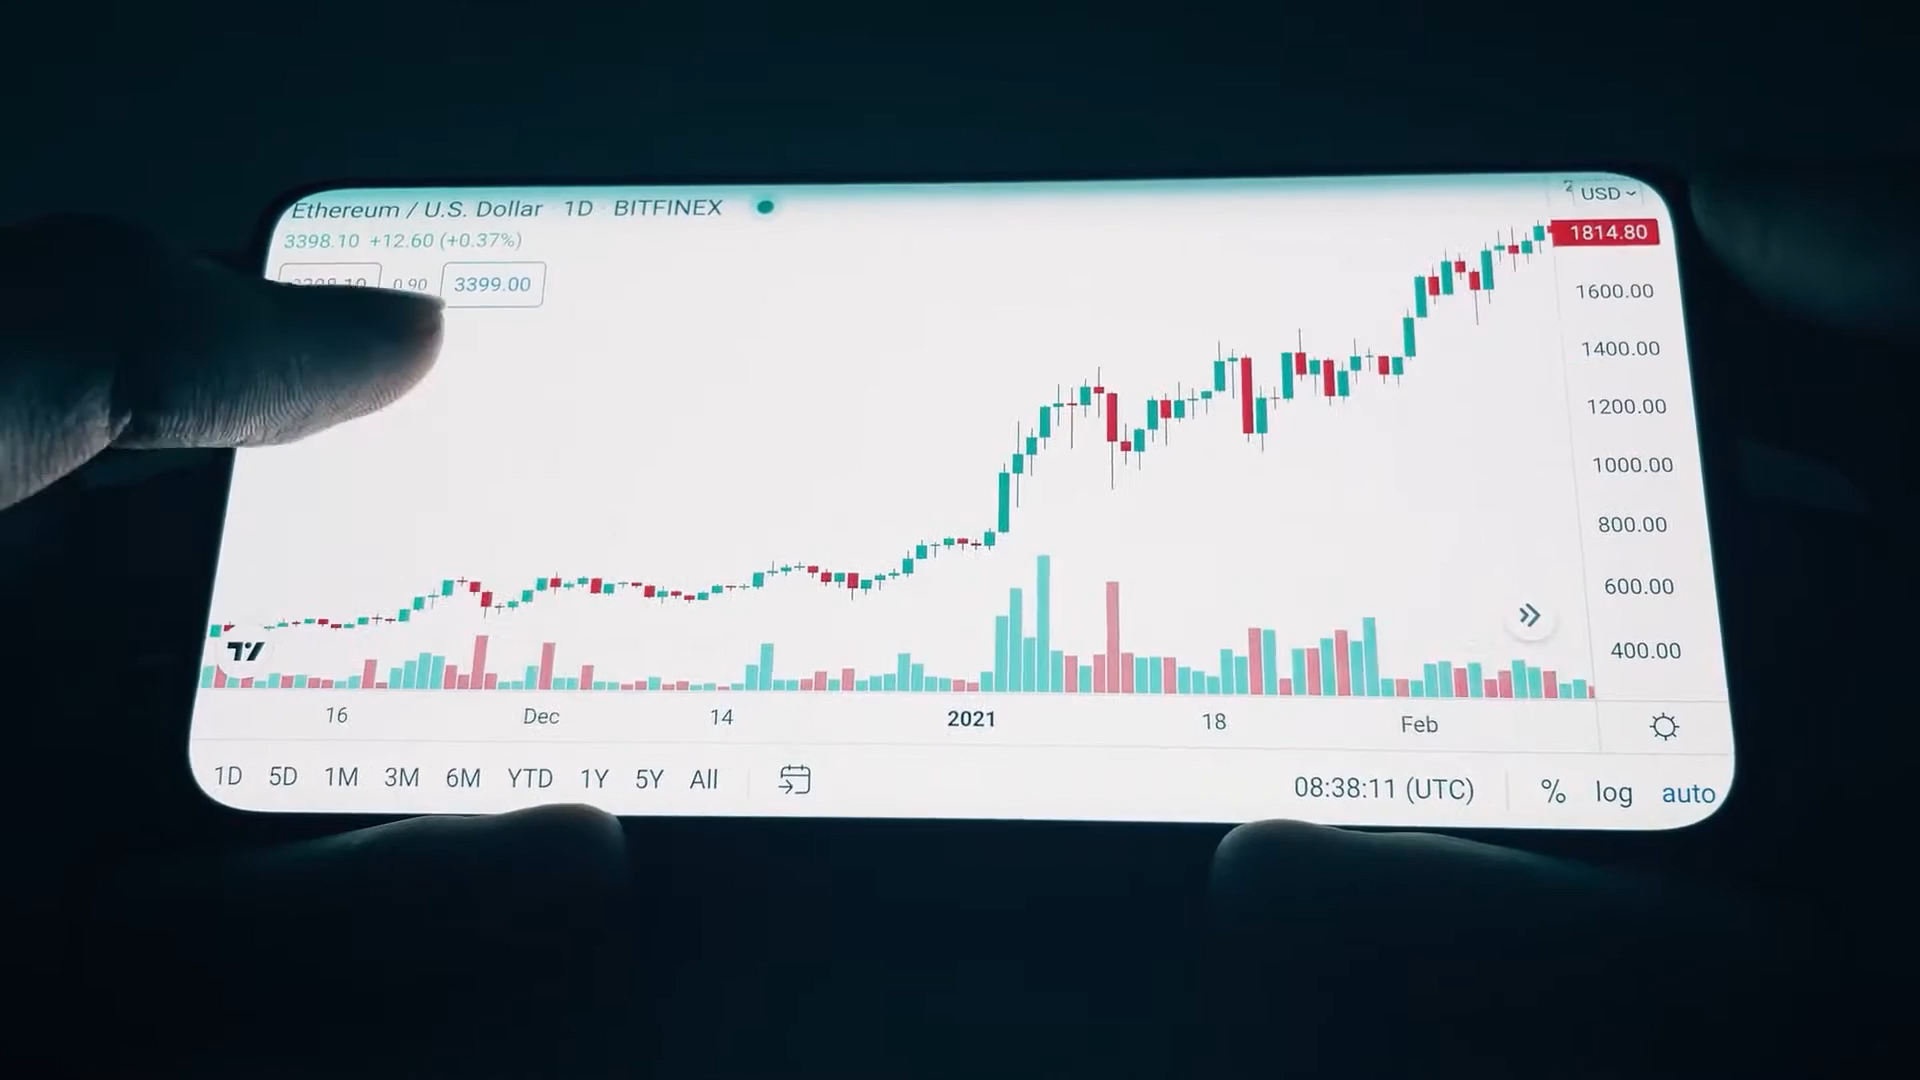 Ethereum / U.S. Dollar · 1D · BITFINEX
USD
3398.10 +12.60 (+0.37%)
1814.80
0.90 3399.00
1600.00
1400.00
1200.00
1000.00
800.00
600.00
400.00
16 Dec 14 2021 18 Feb
1D 5D 1M 3M 6M YTD 1Y 5Y All
08:38:11 (UTC) % log auto